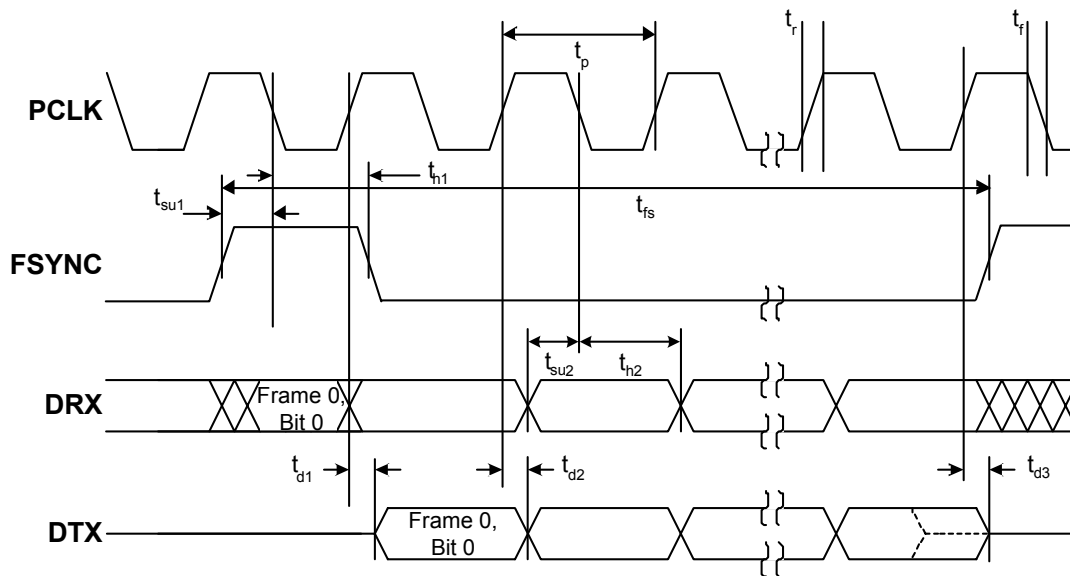 t_r
t_f
t_p
PCLK
t_su1
t_h1
t_fs
FSYNC
t_su2
t_h2
DRX
Frame 0,
Bit 0
t_d1
t_d2
t_d3
DTX
Frame 0,
Bit 0